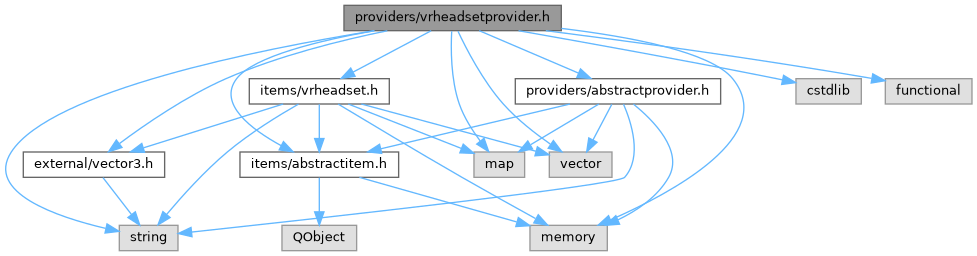 providers/vrheadsetprovider.h
items/vrheadset.h
providers/abstractprovider.h
cstdlib
functional
external/vector3.h
items/abstractitem.h
map
vector
string
QObject
memory